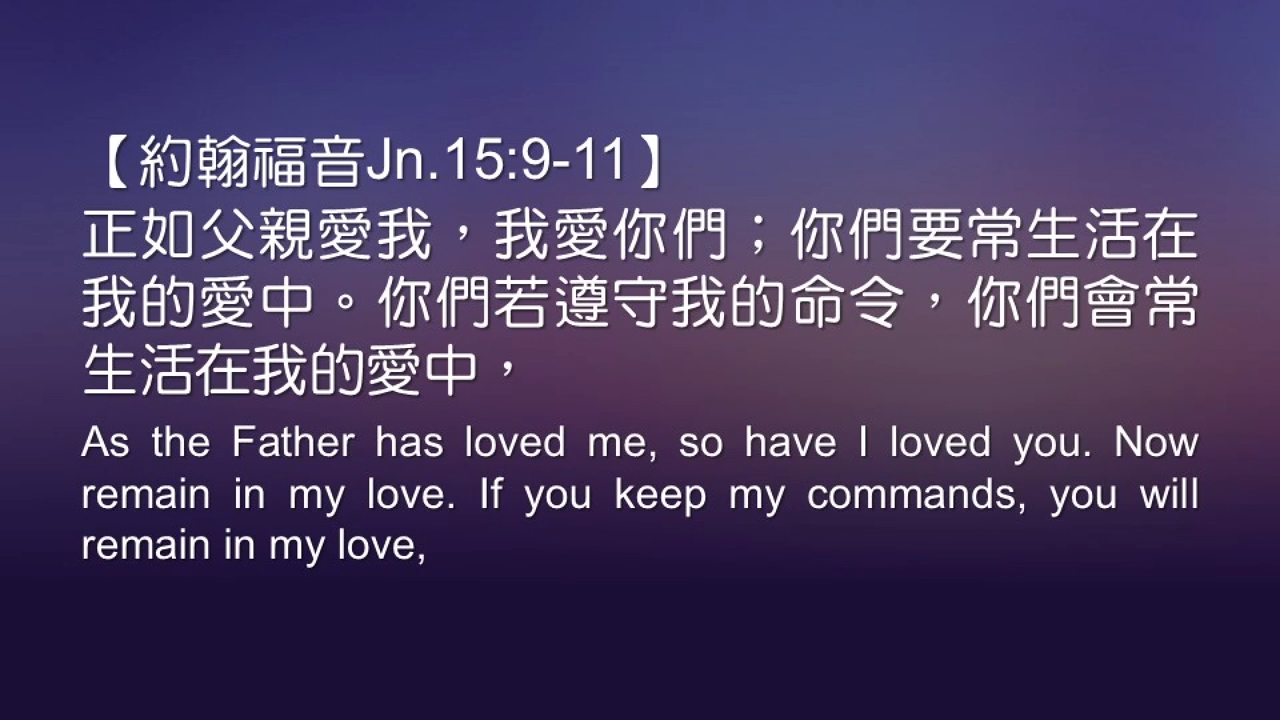 【約翰福音Jn.15:9-11】
正如父親愛我，我愛你們；你們要常生活在
我的愛中。你們若遵守我的命令，你們會常
生活在我的愛中，
As the Father has loved me, so have I loved you. Now
remain in my love. If you keep my commands, you will
remain in my love,